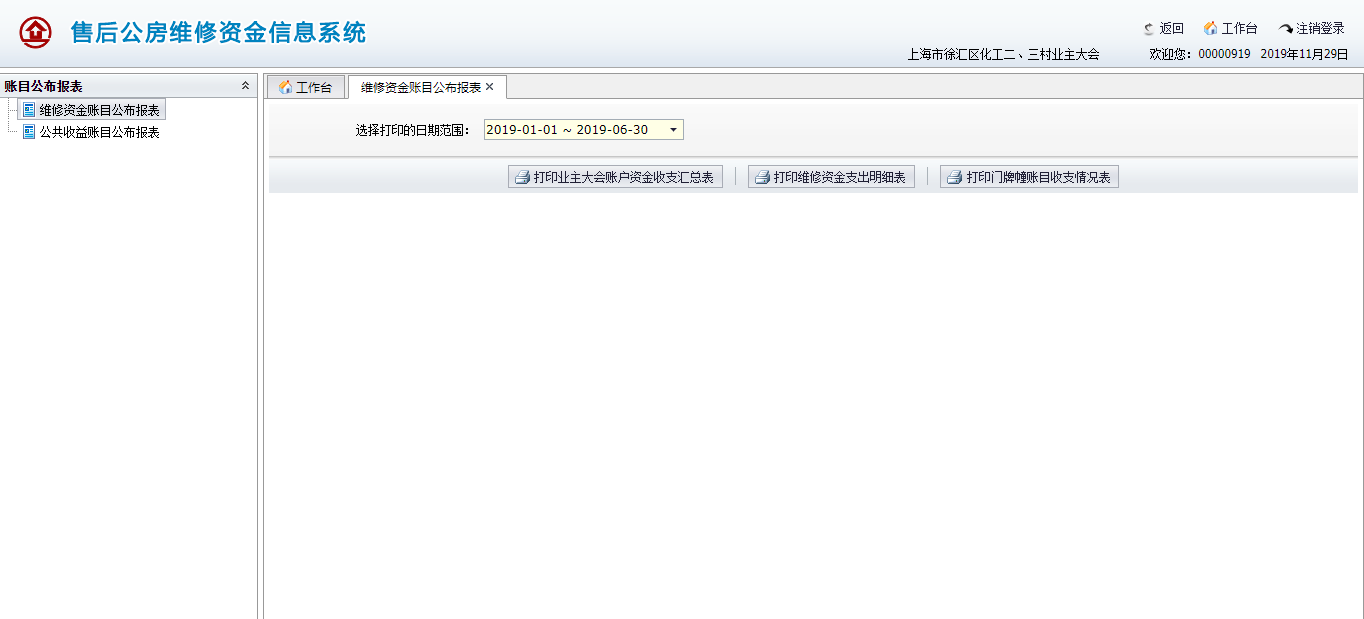 售后公房维修资金信息系统
返回 工作台 注销登录
上海市徐汇区化工二、三村业主大会 欢迎您：00000919 2019年11月29日
账目公布报表
维修资金账目公布报表
公共收益账目公布报表
工作台 维修资金账目公布报表
选择打印的日期范围： 2019-01-01 ~ 2019-06-30
打印业主大会账户资金收支汇总表 打印维修资金支出明细表 打印门牌幢账目收支情况表